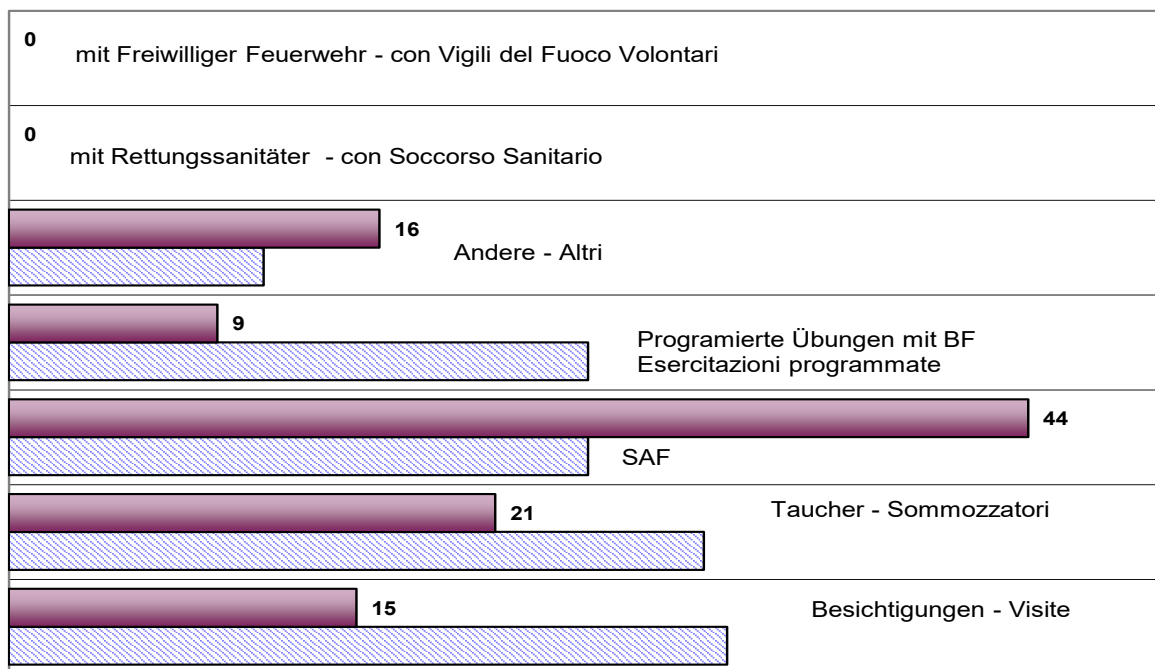 0
mit Freiwilliger Feuerwehr - con Vigili del Fuoco Volontari
0
mit Rettungssanitäter - con Soccorso Sanitario
16
Andere - Altri
9
Programierte Übungen mit BF
Esercitazioni programmate
44
SAF
21
Taucher - Sommozzatori
15
Besichtigungen - Visite